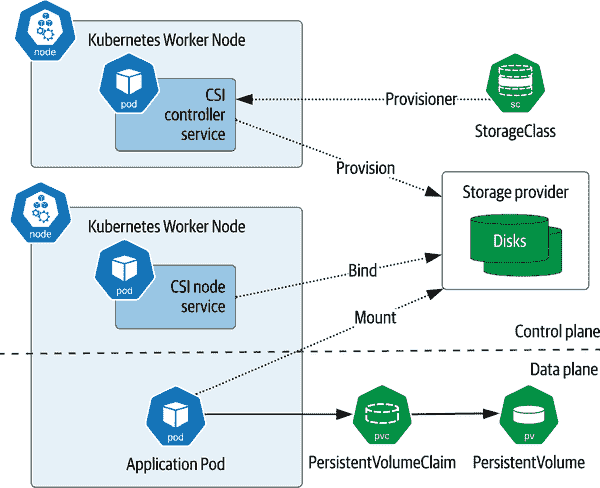 node
Kubernetes Worker Node
pod
CSI
controller
service
Provisioner
sc
StorageClass
Provision
Storage provider
Disks
node
Kubernetes Worker Node
pod
CSI node
service
Bind
Mount
Control plane
Data plane
pod
Application Pod
pvc
PersistentVolumeClaim
pv
PersistentVolume